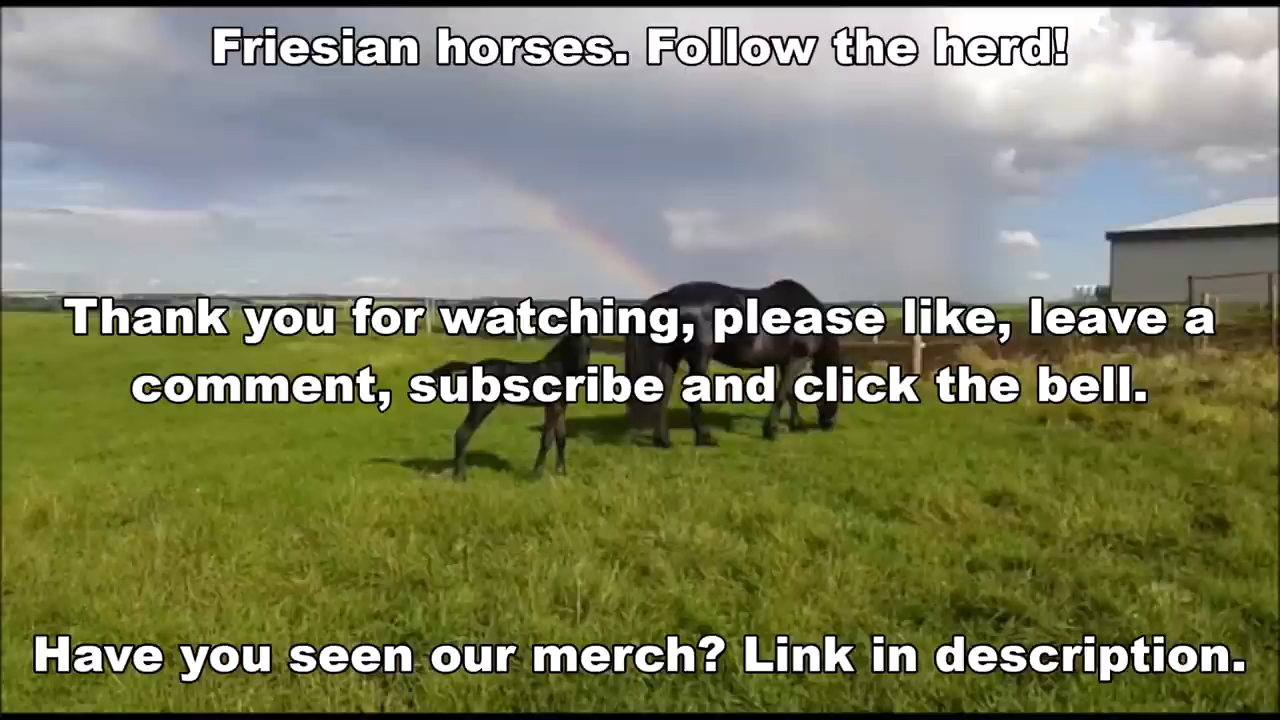 Friesian horses. Follow the herd!
Thank you for watching, please like, leave a
comment, subscribe and click the bell.
Have you seen our merch? Link in description.